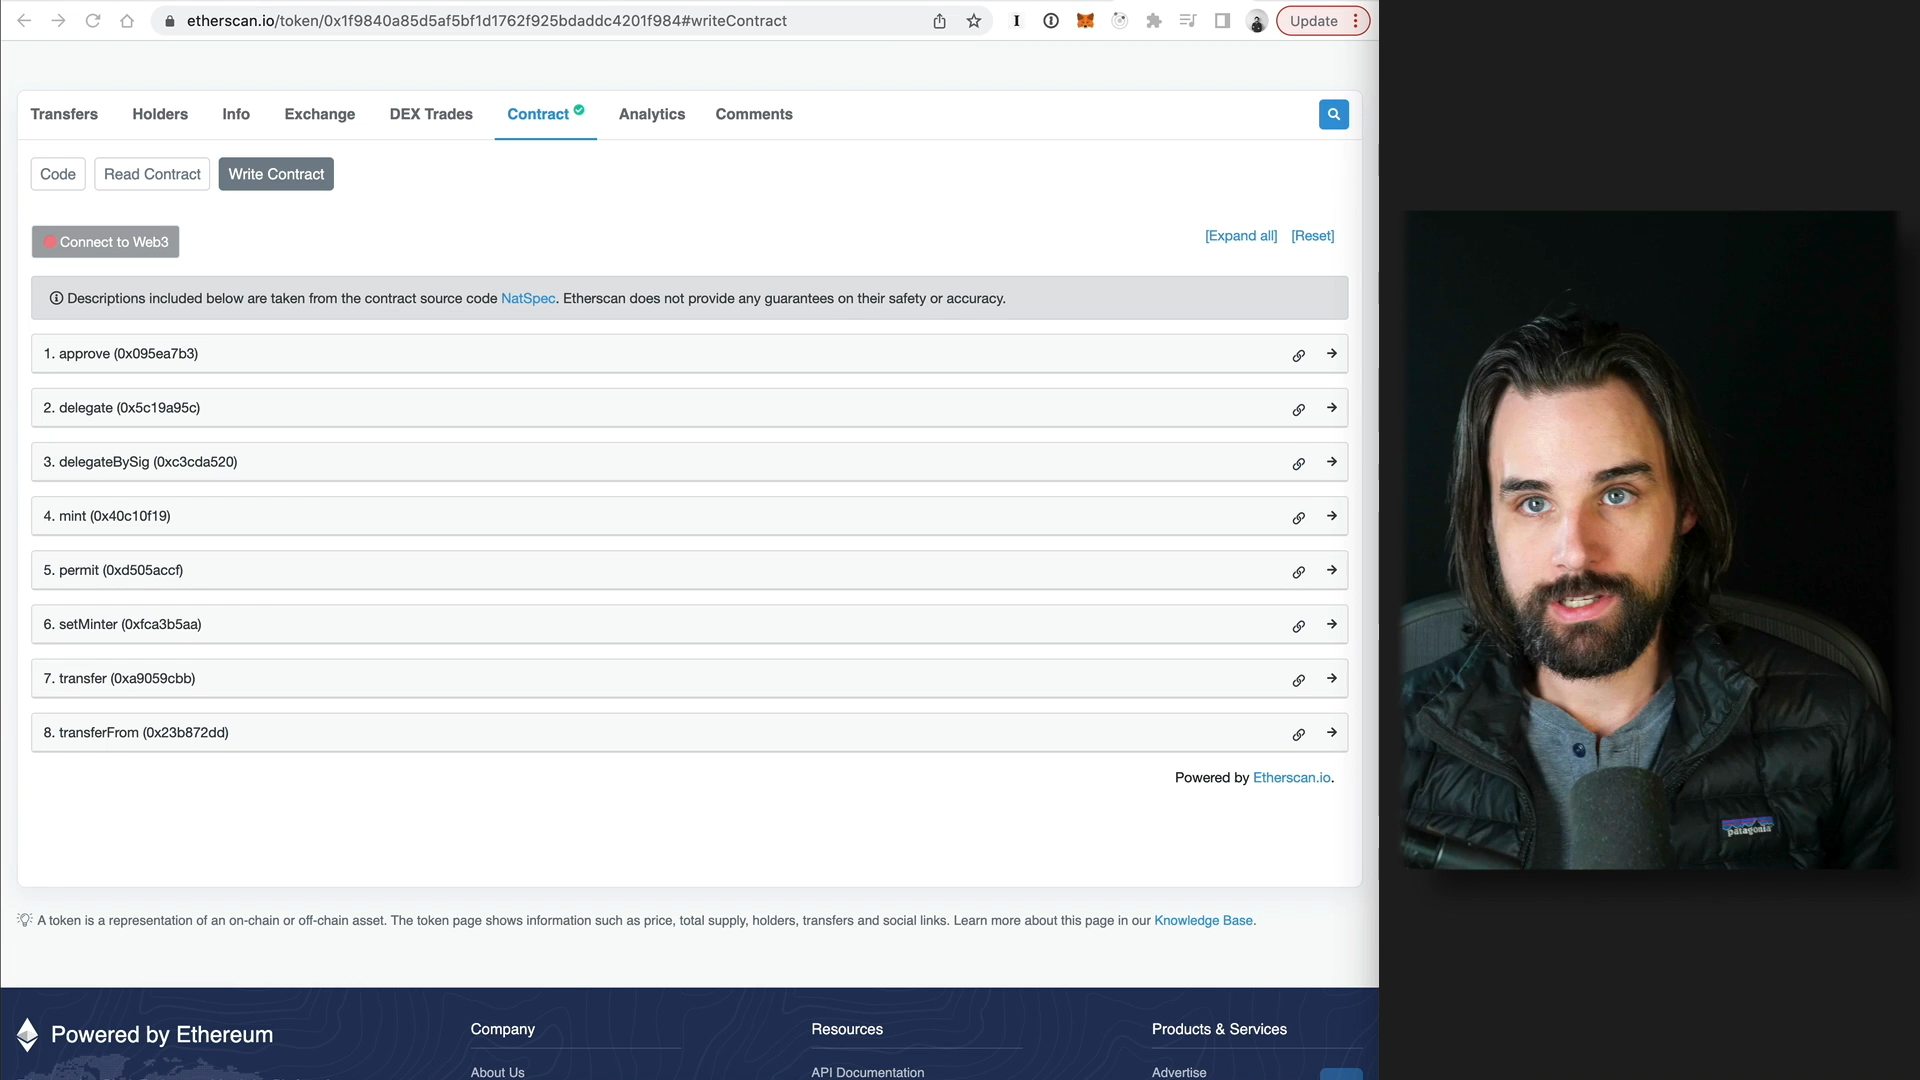 etherscan.io/token/0x1f9840a85d5af5bf1d1762f925bdaddc4201f984#writeContract
Update
Transfers Holders Info Exchange DEX Trades Contract Analytics Comments
Code Read Contract Write Contract
Connect to Web3
[Expand all] [Reset]
Descriptions included below are taken from the contract source code NatSpec. Etherscan does not provide any guarantees on their safety or accuracy.
1. approve (0x095ea7b3)
2. delegate (0x5c19a95c)
3. delegateBySig (0xc3cda520)
4. mint (0x40c10f19)
5. permit (0xd505accf)
6. setMinter (0xfca3b5aa)
7. transfer (0xa9059cbb)
8. transferFrom (0x23b872dd)
Powered by Etherscan.io.
patagonia
A token is a representation of an on-chain or off-chain asset. The token page shows information such as price, total supply, holders, transfers and social links. Learn more about this page in our Knowledge Base.
Powered by Ethereum
Company Resources Products & Services
About Us API Documentation Advertise